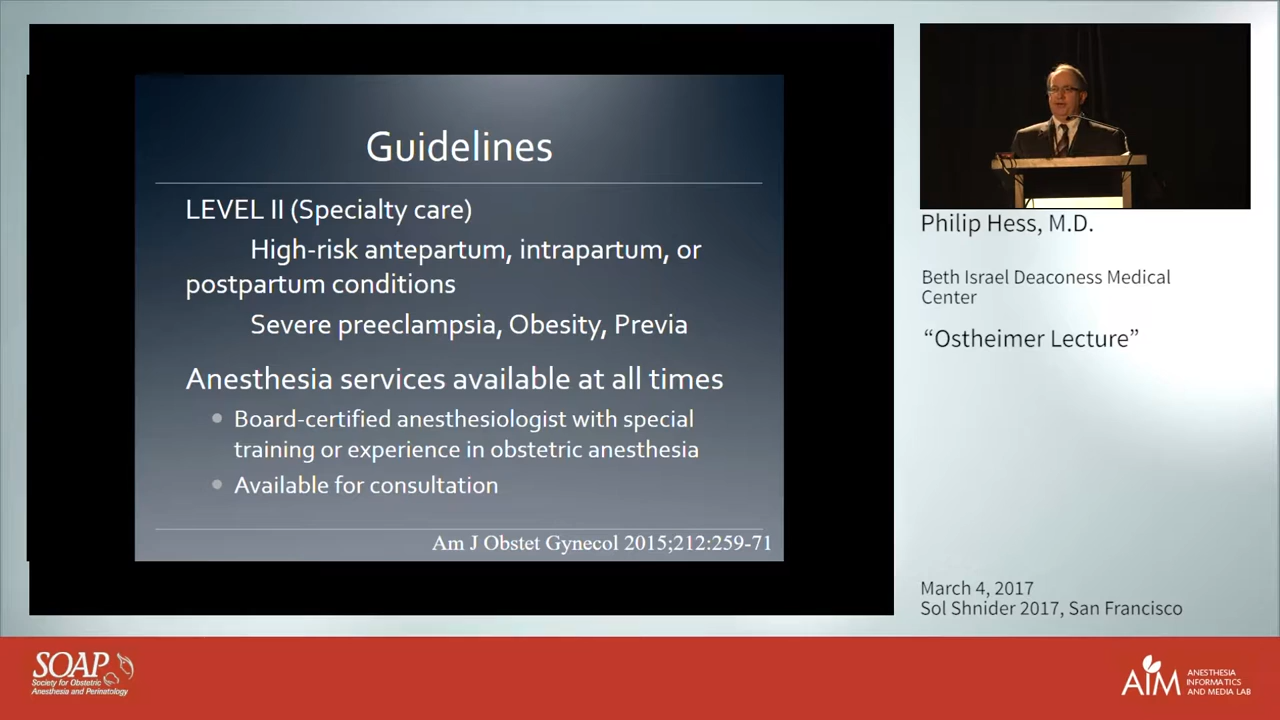 Guidelines
LEVEL II (Specialty care)
High-risk antepartum, intrapartum, or
postpartum conditions
Severe preeclampsia, Obesity, Previa
Anesthesia services available at all times
Board-certified anesthesiologist with special
training or experience in obstetric anesthesia
Available for consultation
Am J Obstet Gynecol 2015;212:259-71
Philip Hess, M.D.
Beth Israel Deaconess Medical
Center
“Ostheimer Lecture”
March 4, 2017
Sol Shnider 2017, San Francisco
SOAP
Society for Obstetric
Anesthesia and Perinatology
AIM
ANESTHESIA
INFORMATICS
AND MEDIA LAB